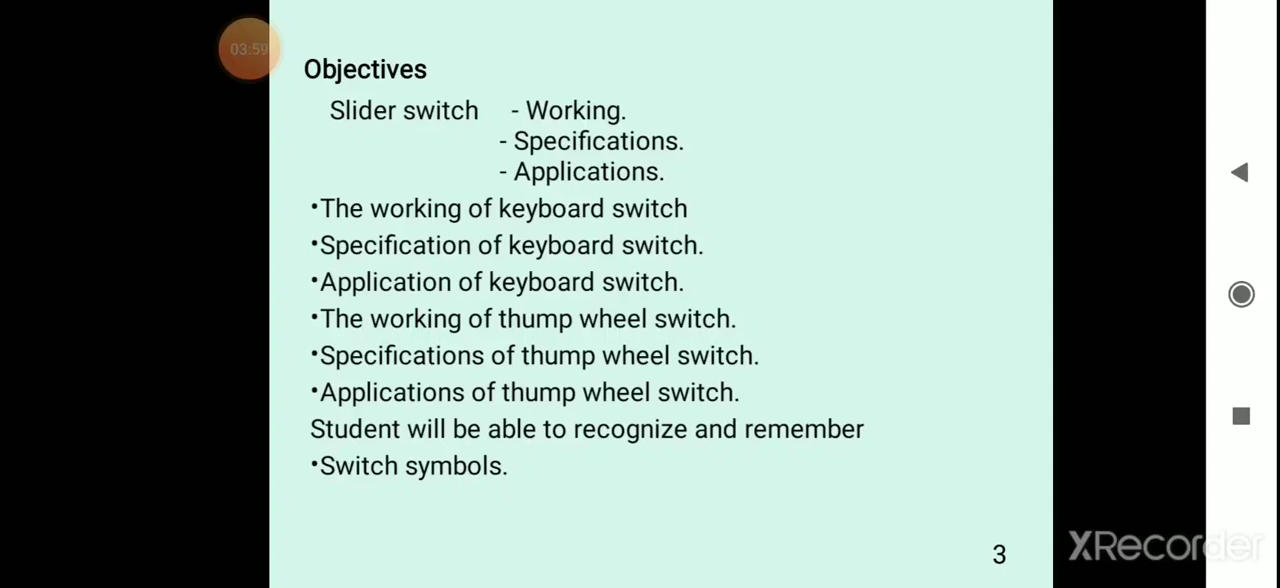 03:59
Objectives
Slider switch - Working.
- Specifications.
- Applications.
•The working of keyboard switch
•Specification of keyboard switch.
•Application of keyboard switch.
•The working of thump wheel switch.
•Specifications of thump wheel switch.
•Applications of thump wheel switch.
Student will be able to recognize and remember
•Switch symbols.
3
XRecorder